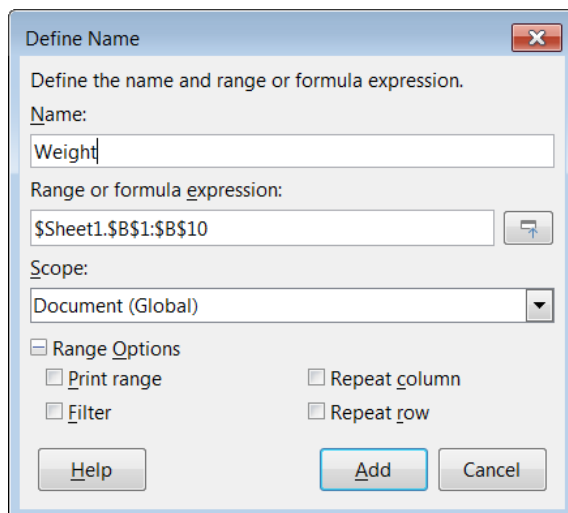 Define Name
Define the name and range or formula expression.
Name:
Weight
Range or formula expression:
$Sheet1.$B$1:$B$10
Scope:
Document (Global)
Range Options
Print range Repeat column
Filter Repeat row
Help Add Cancel